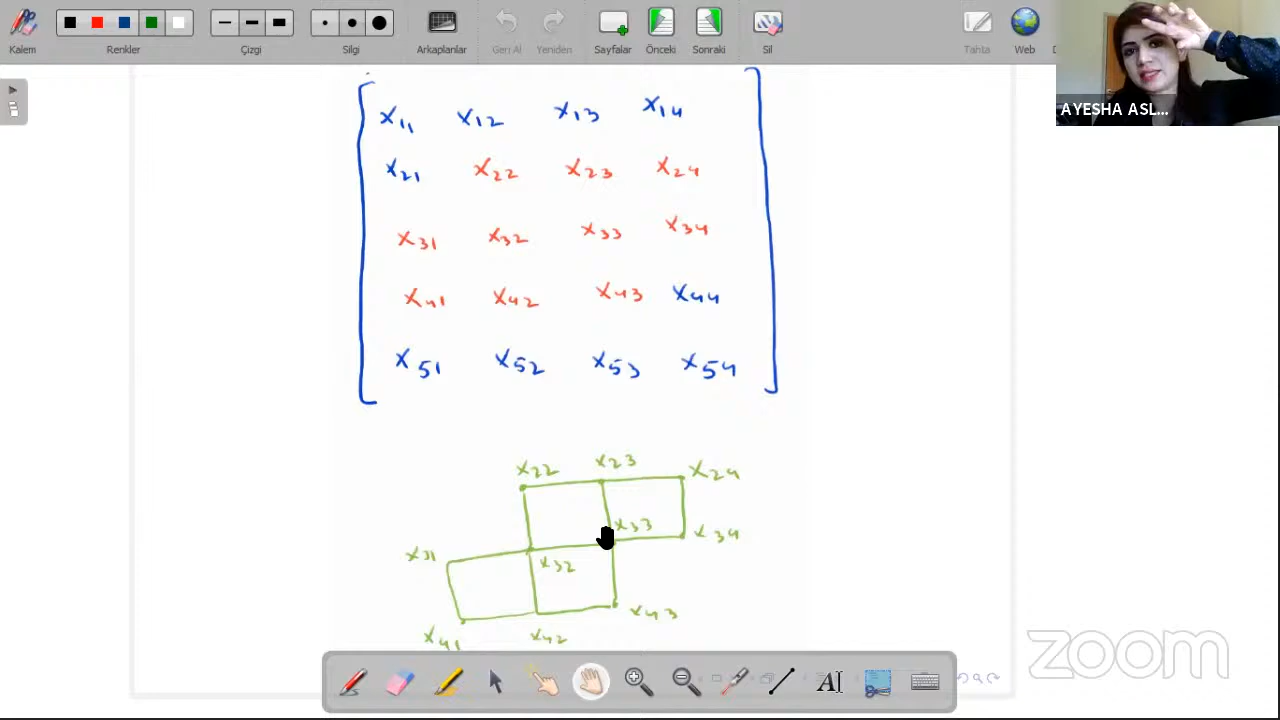 Kalem Renkler Çizgi Silgi Arkaplanlar Geri Al Yeniden Sayfalar Önceki Sonraki Sil Tahta Web
AYESHA ASL...
x11 x12 x13 x14
x21 x22 x23 x24
x31 x32 x33 x34
x41 x42 x43 x44
x51 x52 x53 x54
x22 x23 x24
x33 x34
x31 x32
x43
x41 x42
zoom
AI